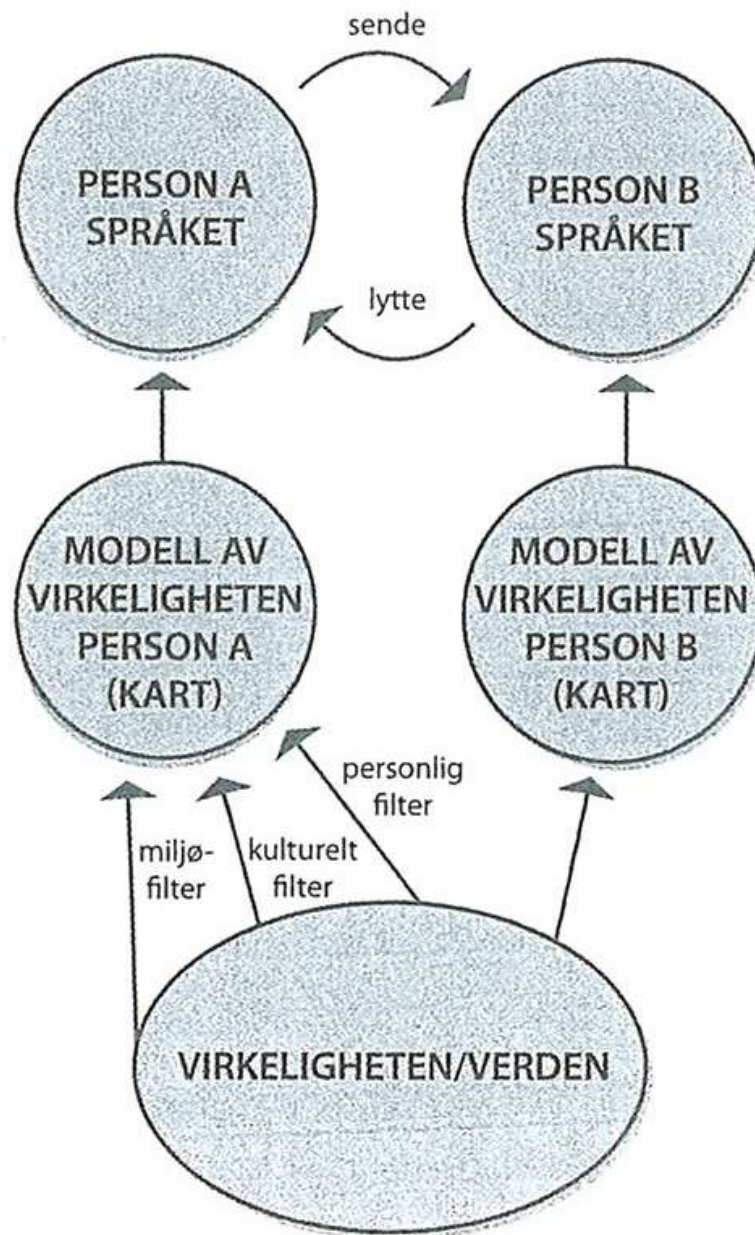 sende
PERSON A
SPRÅKET
PERSON B
SPRÅKET
lytte
MODELL AV
VIRKELIGHETEN
PERSON A
(KART)
MODELL AV
VIRKELIGHETEN
PERSON B
(KART)
personlig
filter
miljø-
filter
kulturelt
filter
VIRKELIGHETEN/VERDEN